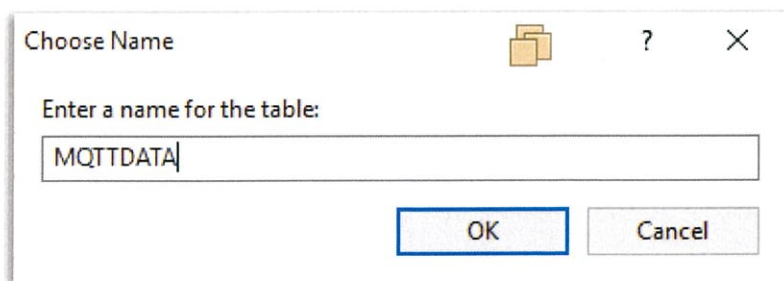 Choose Name ? X
Enter a name for the table:
MQTTDATA
OK Cancel